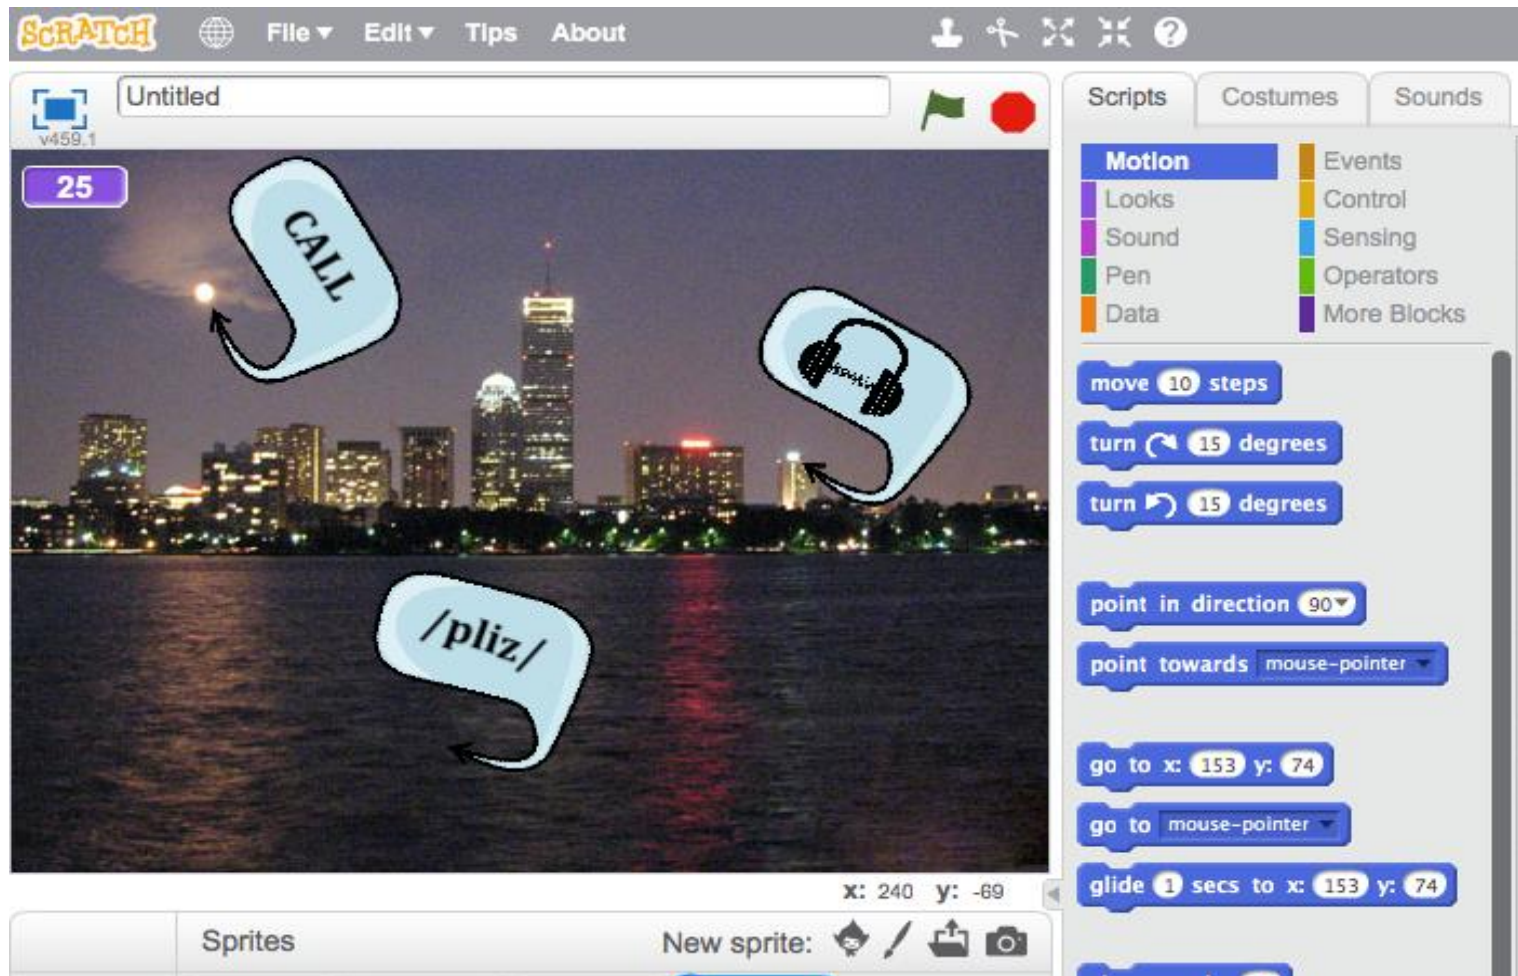 SCRATCH File Edit Tips About
Untitled
v459.1
Scripts Costumes Sounds
25
CALL
/pliz/
Motion Events
Looks Control
Sound Sensing
Pen Operators
Data More Blocks
move 10 steps
turn 15 degrees
turn 15 degrees
point in direction 90
point towards mouse-pointer
go to x: 153 y: 74
go to mouse-pointer
glide 1 secs to x: 153 y: 74
x: 240 y: -69
Sprites New sprite: